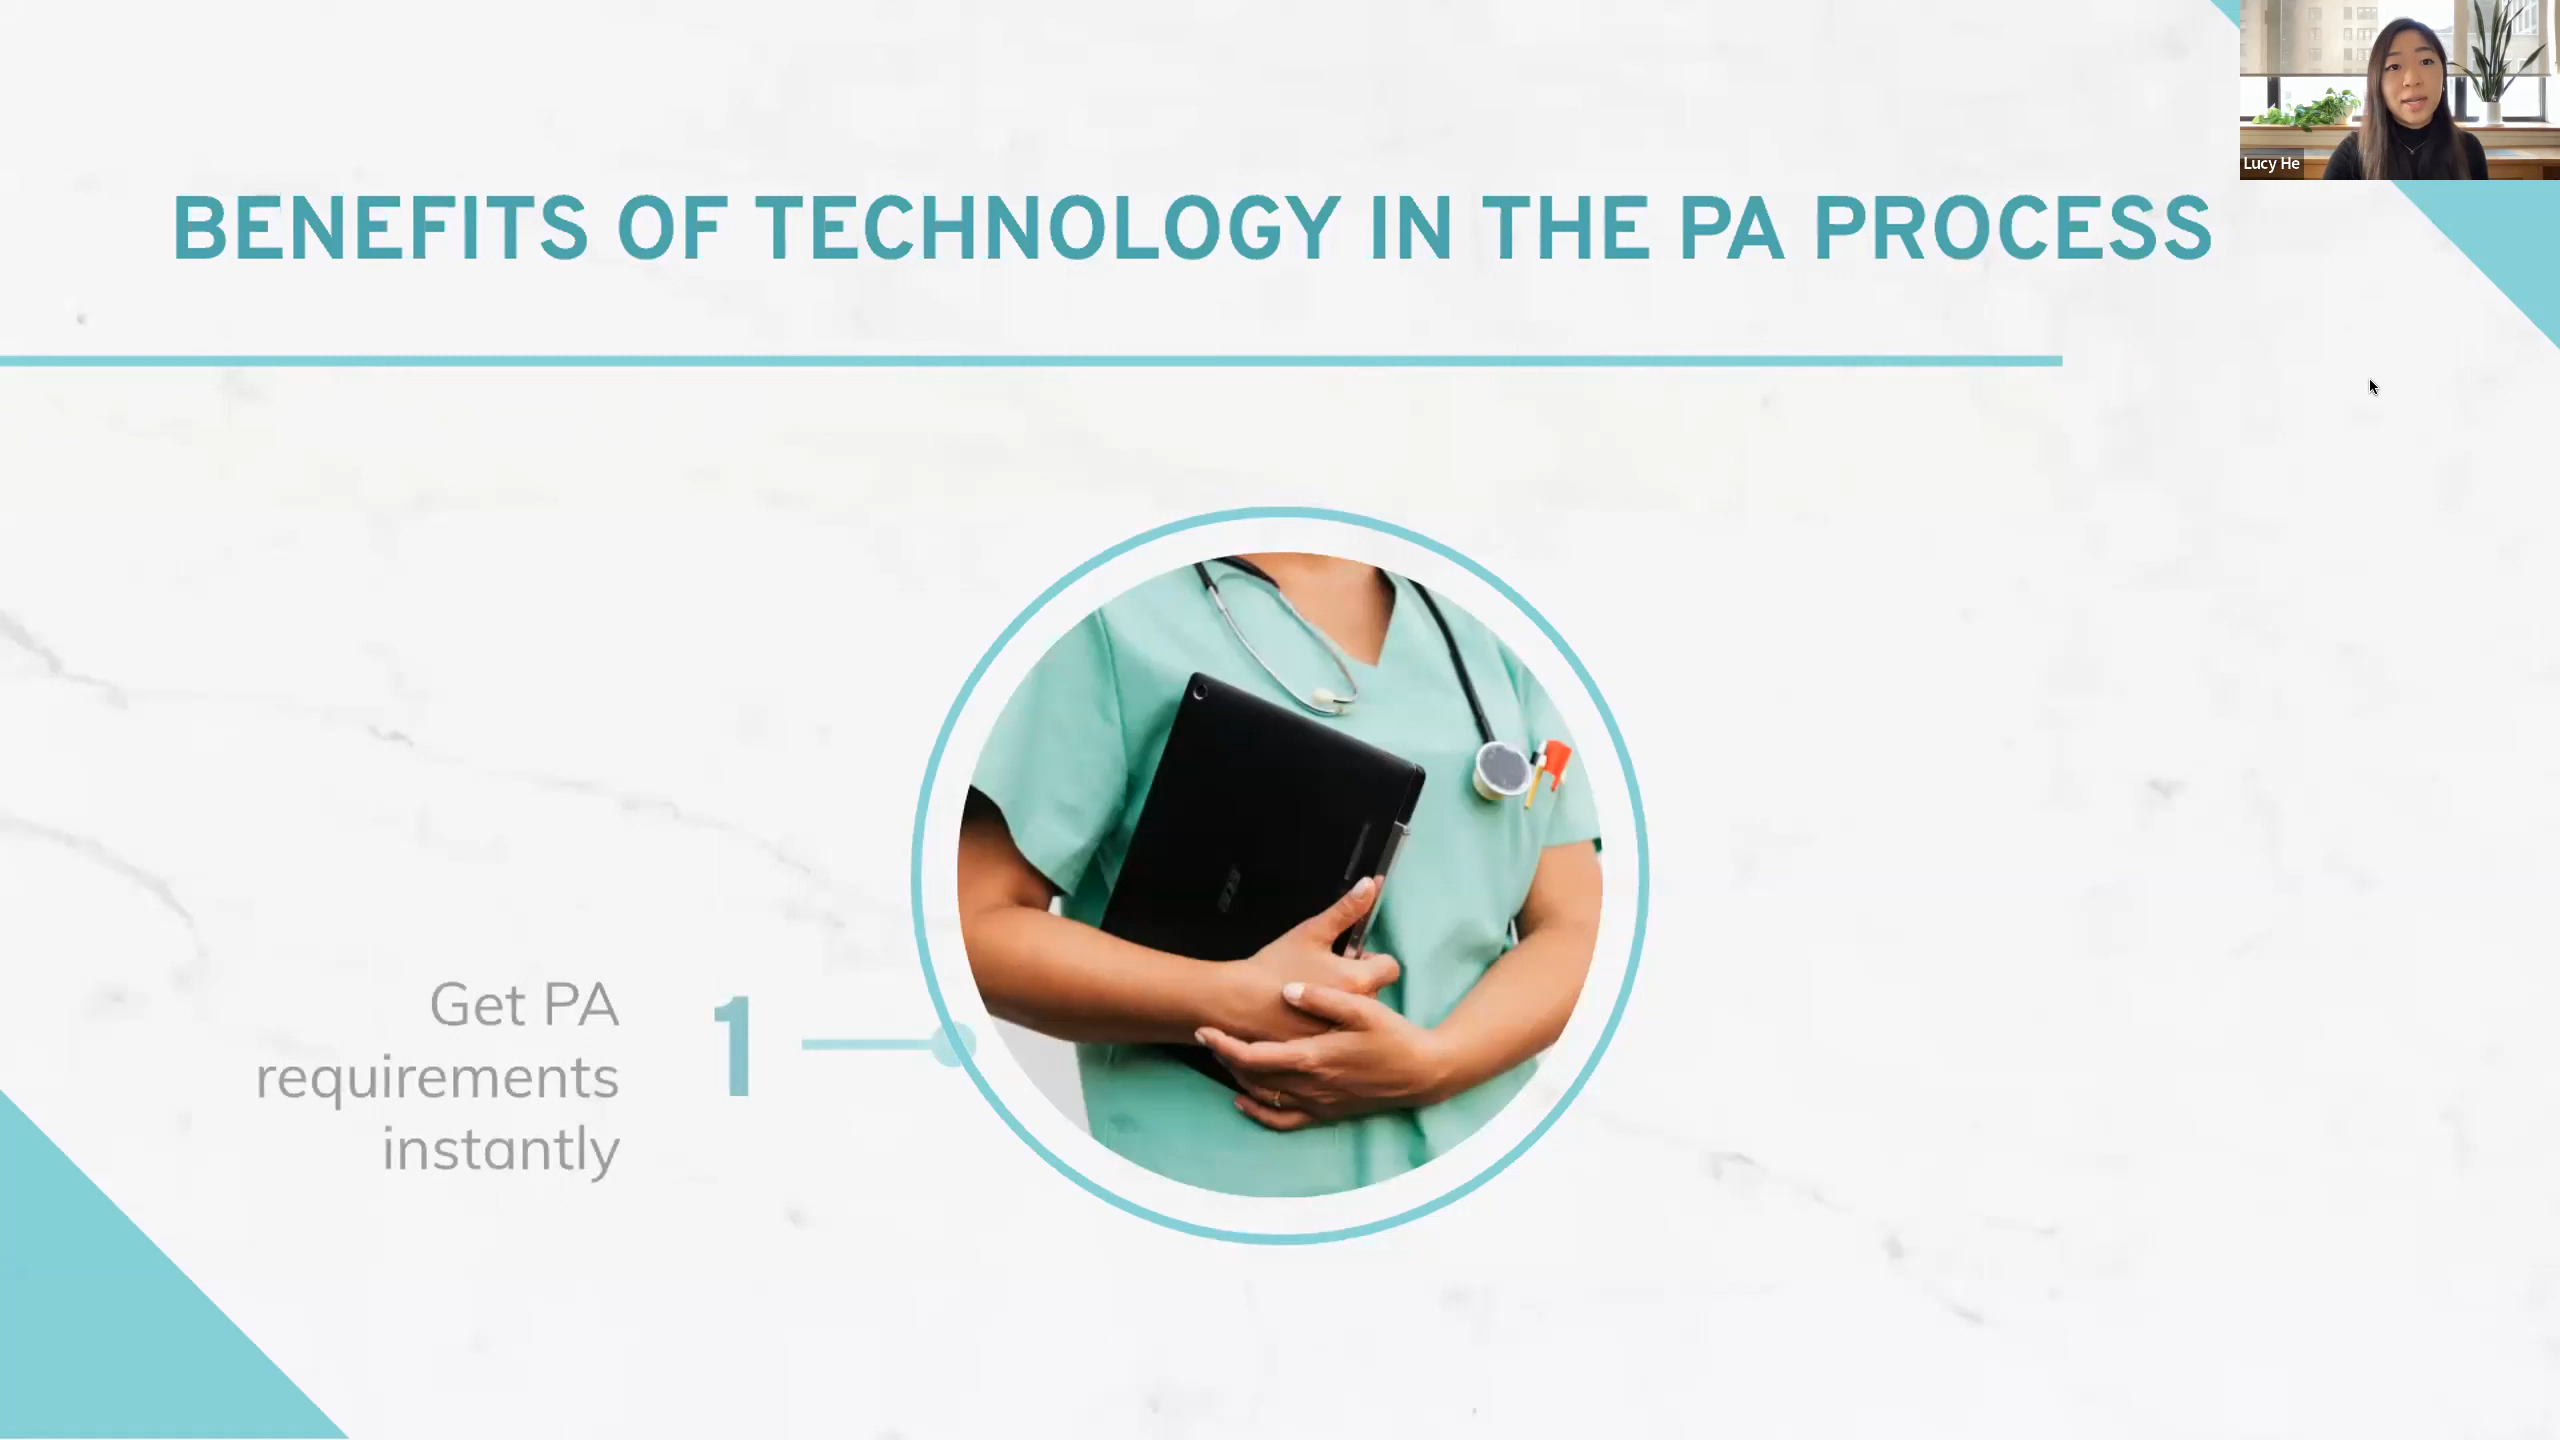 Lucy He
BENEFITS OF TECHNOLOGY IN THE PA PROCESS
Get PA
requirements
instantly
1